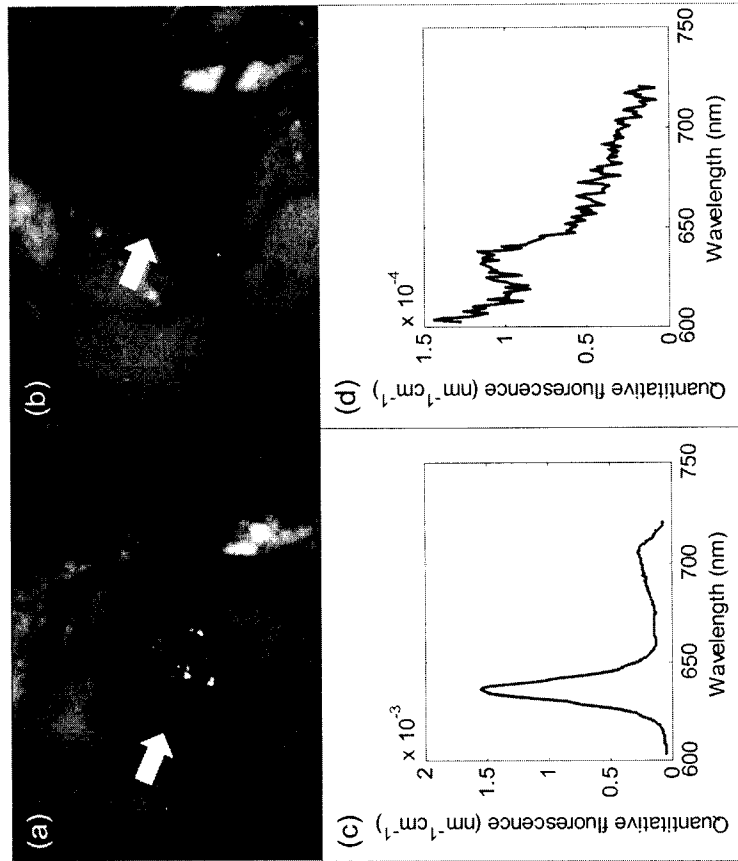 (a)
(b)
(c)
x 10⁻³
2
1.5
1
0.5
0
600
650
700
750
Wavelength (nm)
Quantitative fluorescence (nm⁻¹cm⁻¹)
(d)
x 10⁻⁴
1.5
1
0.5
0
600
650
700
750
Wavelength (nm)
Quantitative fluorescence (nm⁻¹cm⁻¹)